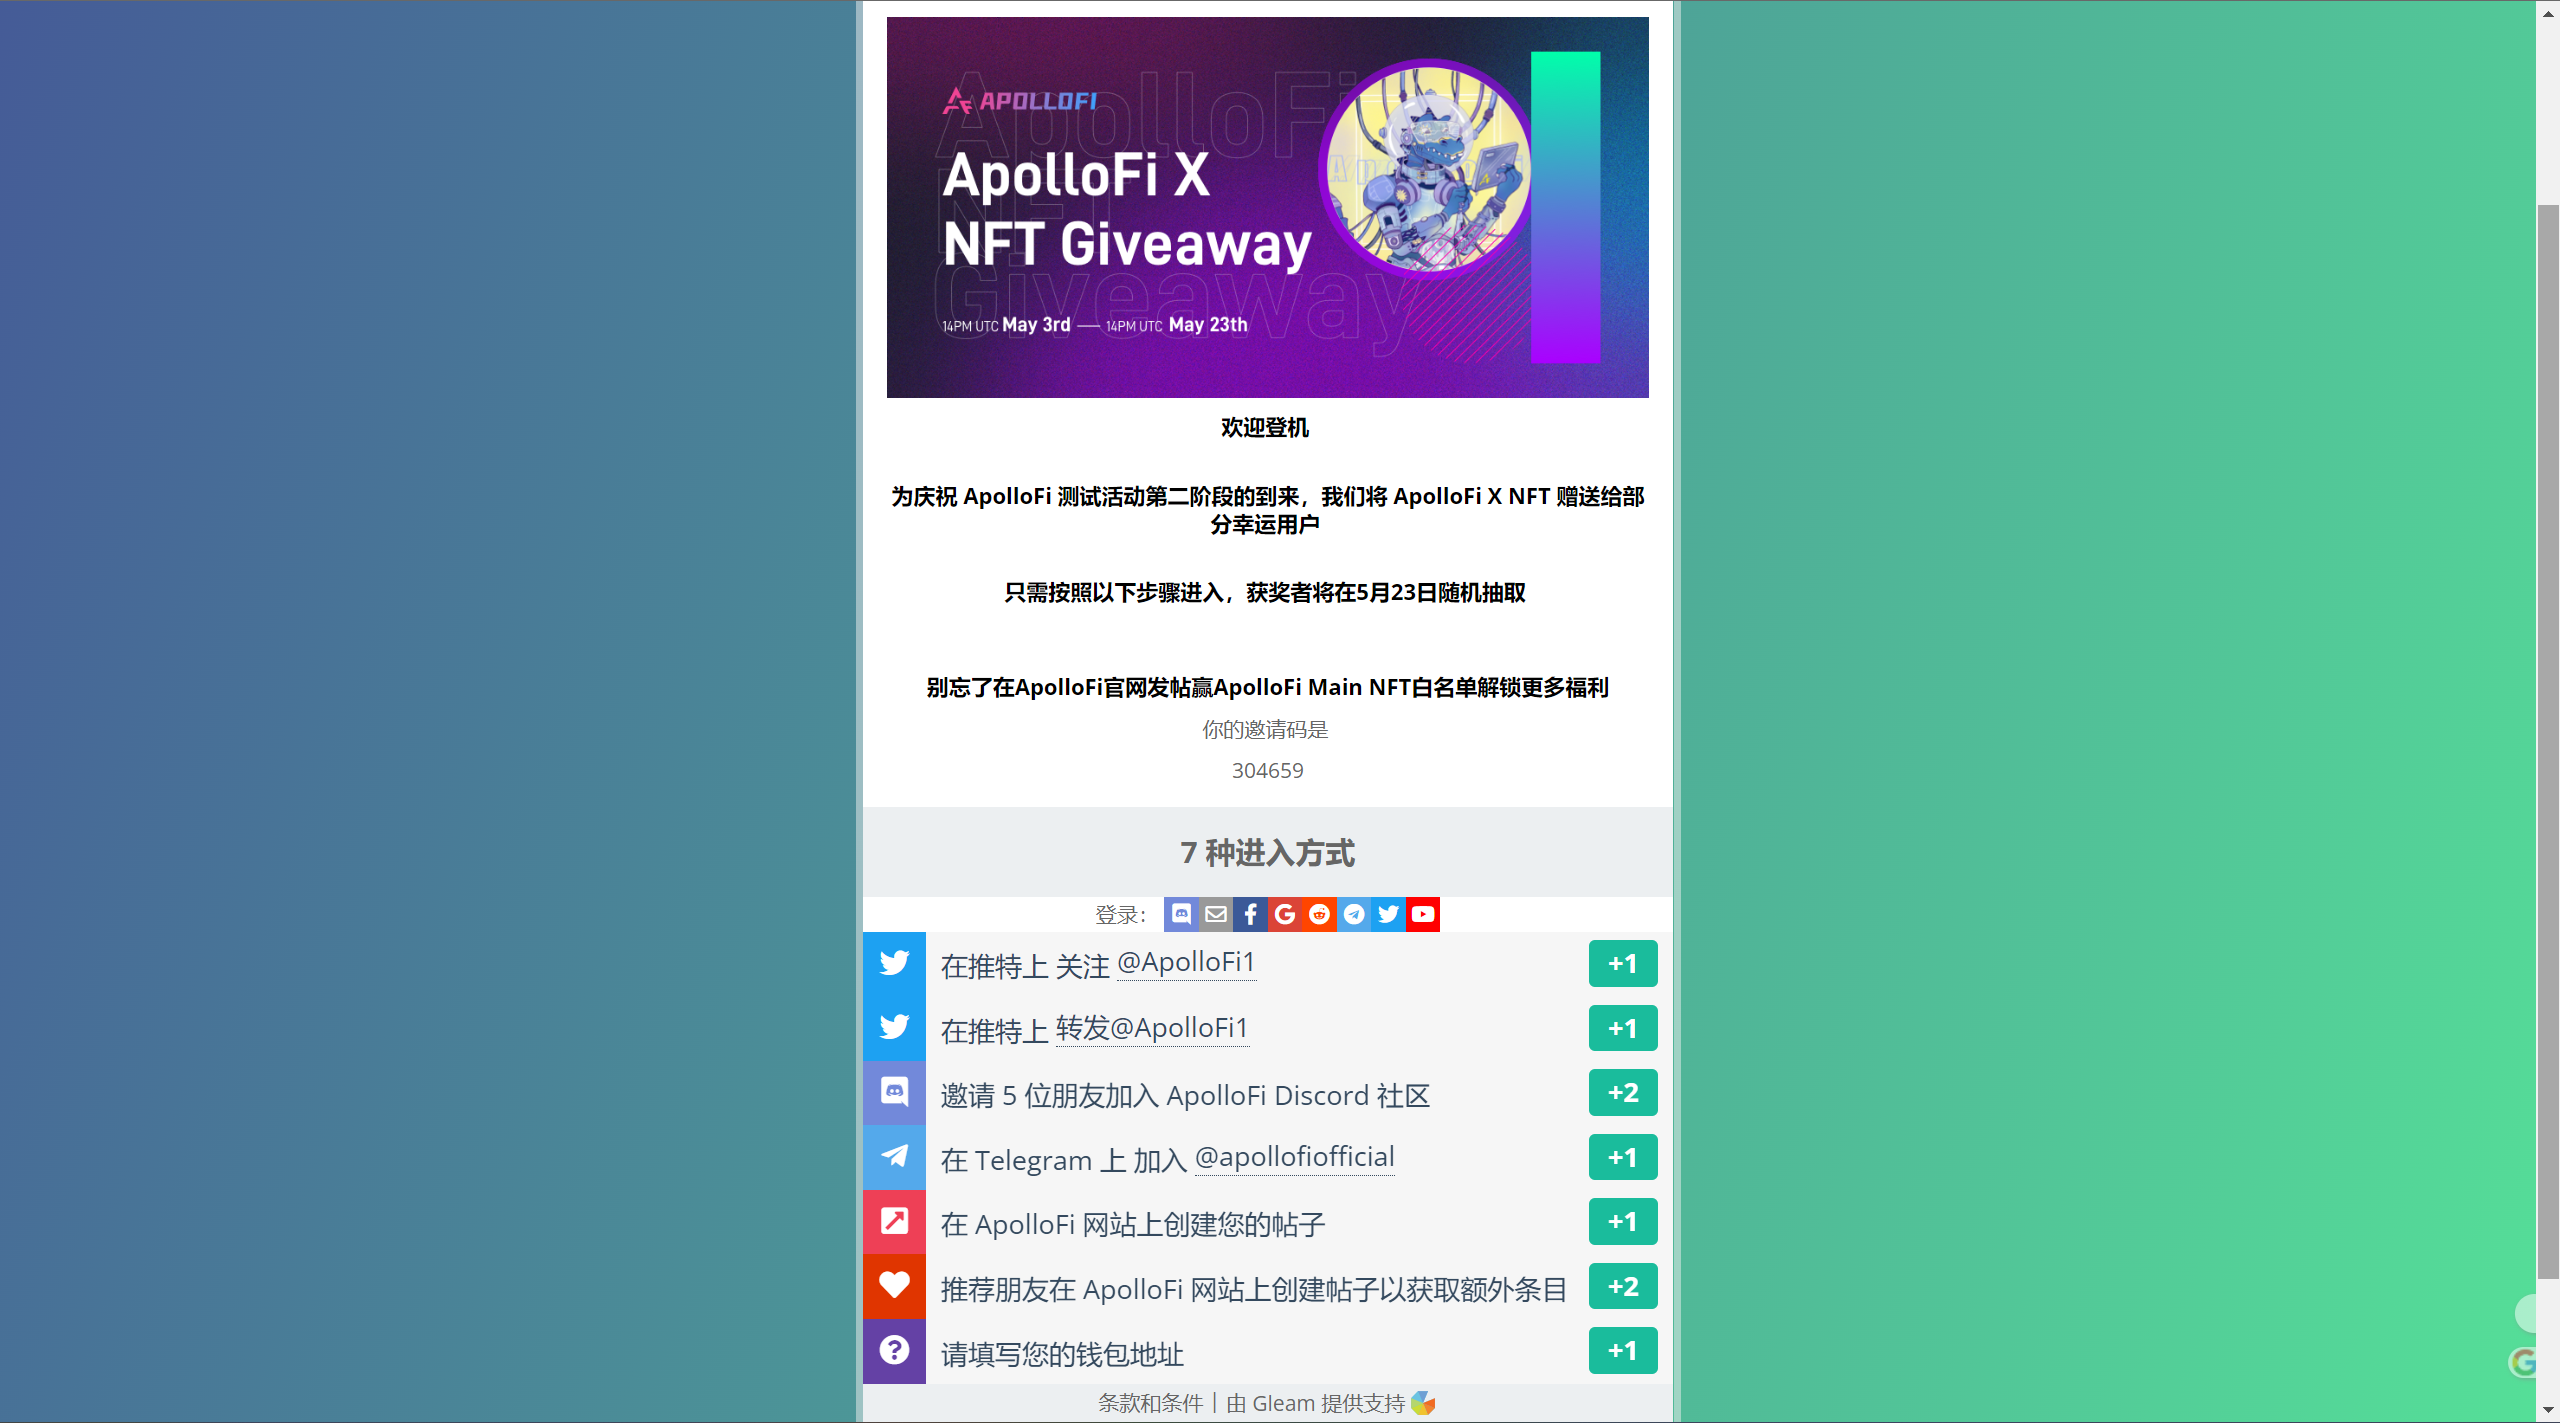 APOLLOFI
ApolloFi X
NFT Giveaway
ApolloFi
NFT
Giveaway
14PM UTC May 3rd — 14PM UTC May 23th
欢迎登机
为庆祝 ApolloFi 测试活动第二阶段的到来，我们将 ApolloFi X NFT 赠送给部
分幸运用户
只需按照以下步骤进入，获奖者将在5月23日随机抽取
别忘了在ApolloFi官网发帖赢ApolloFi Main NFT白名单解锁更多福利
你的邀请码是
304659
7 种进入方式
登录：
在推特上 关注 @ApolloFi1 +1
在推特上 转发@ApolloFi1 +1
邀请 5 位朋友加入 ApolloFi Discord 社区 +2
在 Telegram 上 加入 @apollofiofficial +1
在 ApolloFi 网站上创建您的帖子 +1
推荐朋友在 ApolloFi 网站上创建帖子以获取额外条目 +2
请填写您的钱包地址 +1
条款和条件 | 由 Gleam 提供支持